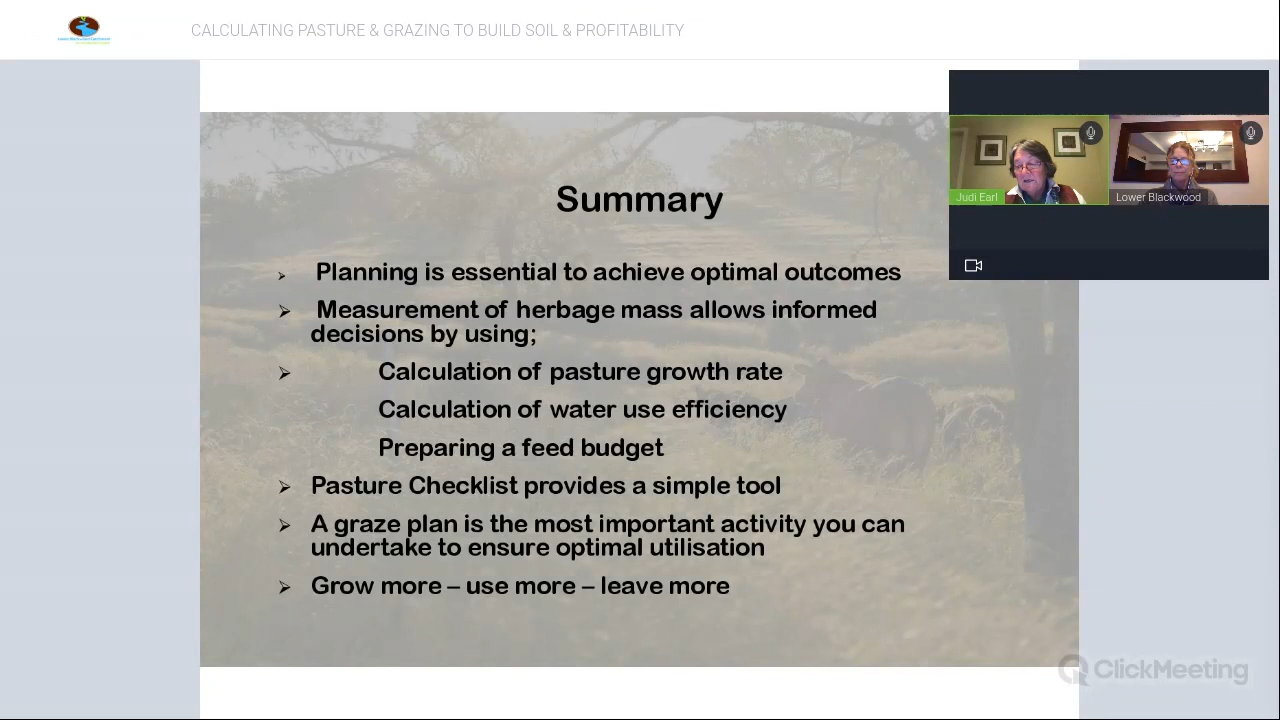 CALCULATING PASTURE & GRAZING TO BUILD SOIL & PROFITABILITY
Summary
Planning is essential to achieve optimal outcomes
Measurement of herbage mass allows informed
decisions by using;
Calculation of pasture growth rate
Calculation of water use efficiency
Preparing a feed budget
Pasture Checklist provides a simple tool
A graze plan is the most important activity you can
undertake to ensure optimal utilisation
Grow more – use more – leave more
Judi Earl
Lower Blackwood
ClickMeeting